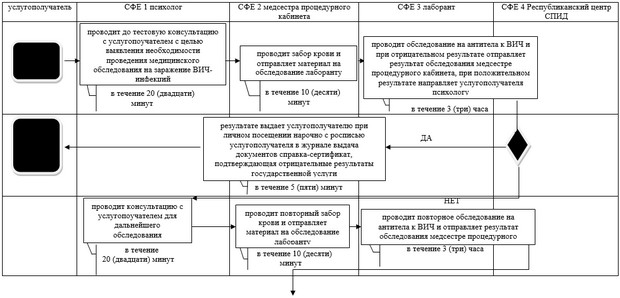 услугополучатель
СФЕ 1 психолог
СФЕ 2 медсестра процедурного
кабинета
СФЕ 3 лаборант
СФЕ 4 Республиканский центр
СПИД
проводит до тестовую консультацию
с услугоучателем с целью
выявления необходимости
проведения медицинского
обследования на заражение ВИЧ-
инфекций
в течение 20 (двадцати)
минут
проводит забор крови и
отправляет материал на
обследование лаборанту
в течение 10 (десяти)
минут
проводит обследование на антитела к ВИЧ и
при отрицательном результате отправляет
результат обследования медсестре
процедурного кабинета, при положительном
результате направляет услугополучателя
психологу
в течение 3 (три) часа
результате выдает услугополучателю при
личном посещении нарочно с росписью
услугополучателя в журнале выдача
документов справка-сертификат,
подтверждающая отрицательные результаты
государственной услуги
в течение 5 (пяти) минут
ДА
НЕТ
проводит консультацию с
услугопоучателем для
дальнейшего
обследования
в течение
20 (двадцати) минут
проводит повторный забор
крови и отправляет
материал на обследование
лаборанту
в течение 10 (десяти)
минут
проводит повторное обследование на
антитела к ВИЧ и отправляет результат
обследования медсестре процедурного
в течение 3 (три) часа